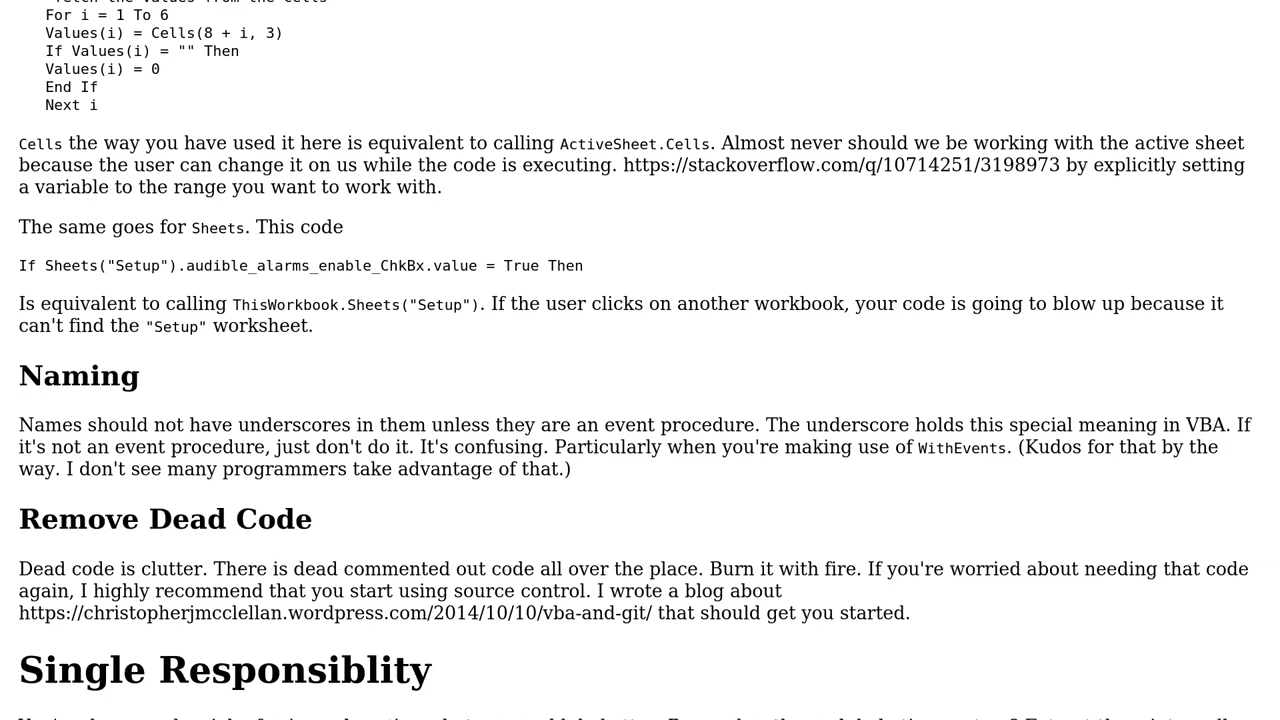 For i = 1 To 6
Values(i) = Cells(8 + i, 3)
If Values(i) = "" Then
Values(i) = 0
End If
Next i
Cells the way you have used it here is equivalent to calling ActiveSheet.Cells. Almost never should we be working with the active sheet
because the user can change it on us while the code is executing. https://stackoverflow.com/q/10714251/3198973 by explicitly setting
a variable to the range you want to work with.
The same goes for Sheets. This code
If Sheets("Setup").audible_alarms_enable_ChkBx.value = True Then
Is equivalent to calling ThisWorkbook.Sheets("Setup"). If the user clicks on another workbook, your code is going to blow up because it
can't find the "Setup" worksheet.
Naming
Names should not have underscores in them unless they are an event procedure. The underscore holds this special meaning in VBA. If
it's not an event procedure, just don't do it. It's confusing. Particularly when you're making use of WithEvents. (Kudos for that by the
way. I don't see many programmers take advantage of that.)
Remove Dead Code
Dead code is clutter. There is dead commented out code all over the place. Burn it with fire. If you're worried about needing that code
again, I highly recommend that you start using source control. I wrote a blog about
https://christopherjmcclellan.wordpress.com/2014/10/10/vba-and-git/ that should get you started.
Single Responsiblity